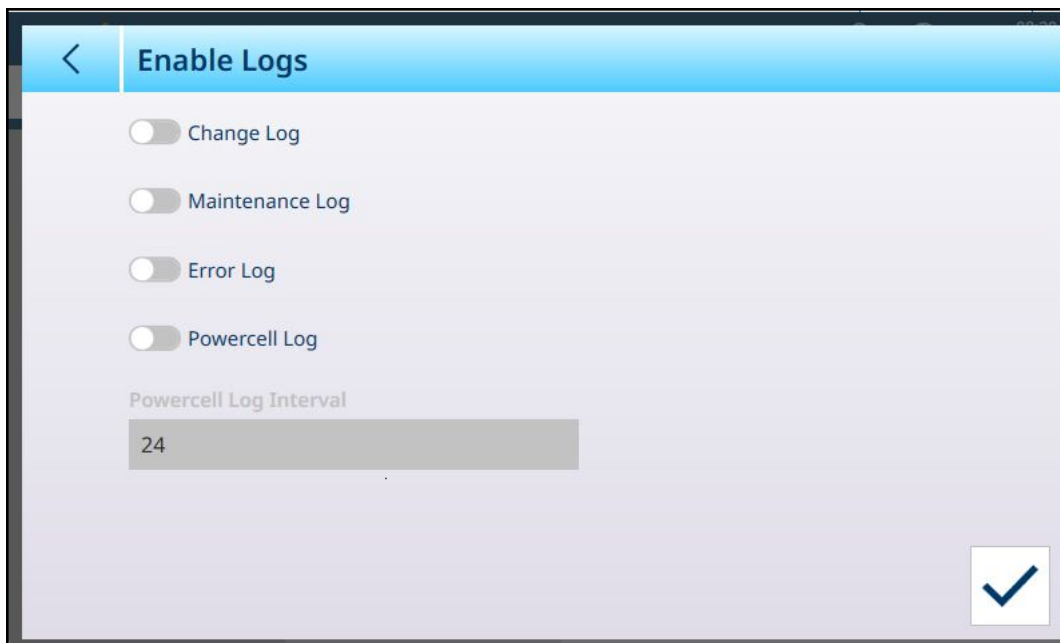 Enable Logs
Change Log
Maintenance Log
Error Log
Powercell Log
Powercell Log Interval
24